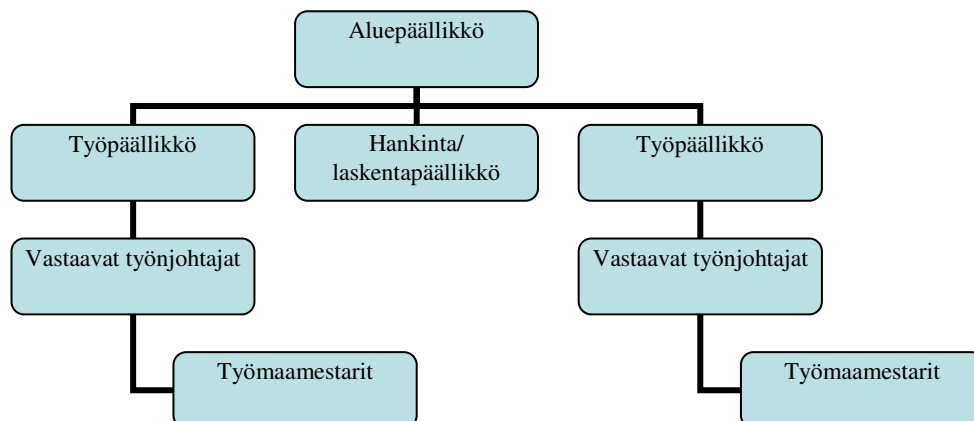 Aluepäällikkö
Työpäällikkö
Hankinta/
laskentapäällikkö
Työpäällikkö
Vastaavat työnjohtajat
Vastaavat työnjohtajat
Työmaamestarit
Työmaamestarit